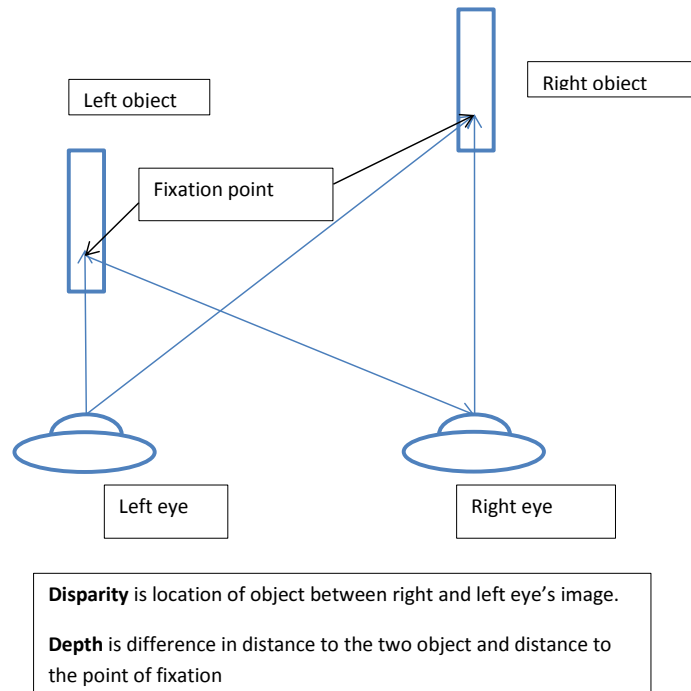 Left object
Right object
Fixation point
Left eye
Right eye
Disparity is location of object between right and left eye's image.
Depth is difference in distance to the two object and distance to
the point of fixation